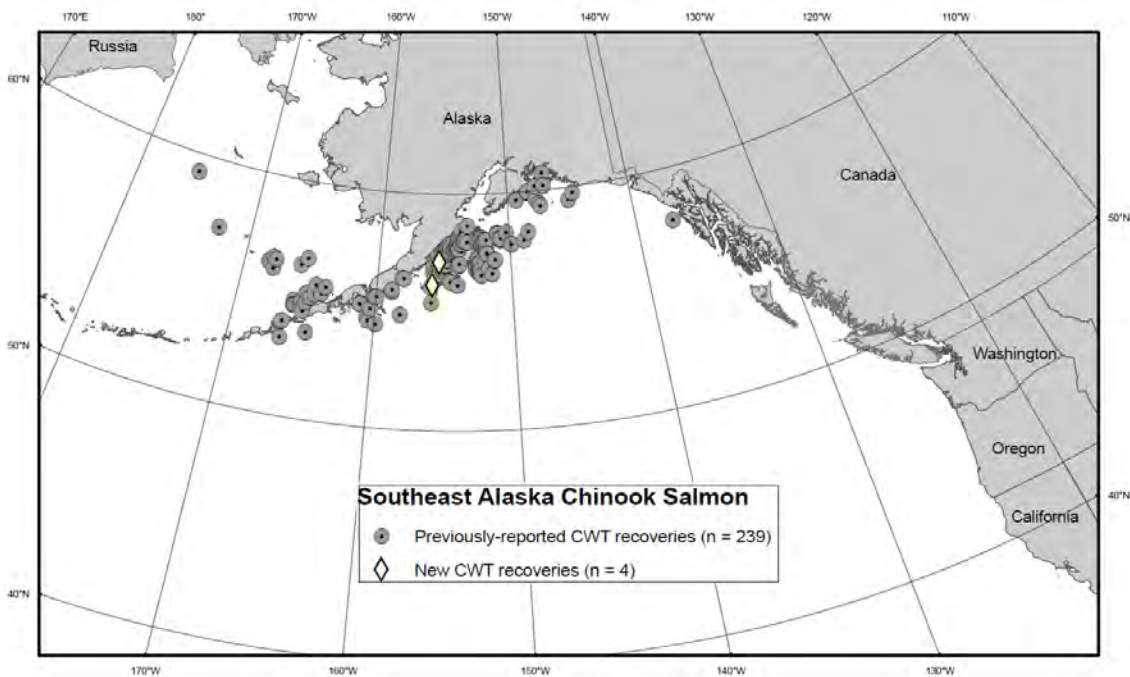 170°E 180° 170°W 160°W 150°W 140°W 130°W 120°W 110°W
Russia
60°N
Alaska
Canada
50°N
50°N
Washington
Oregon
40°N
California
Southeast Alaska Chinook Salmon
Previously-reported CWT recoveries (n = 239)
New CWT recoveries (n = 4)
40°N
170°W 160°W 150°W 140°W 130°W